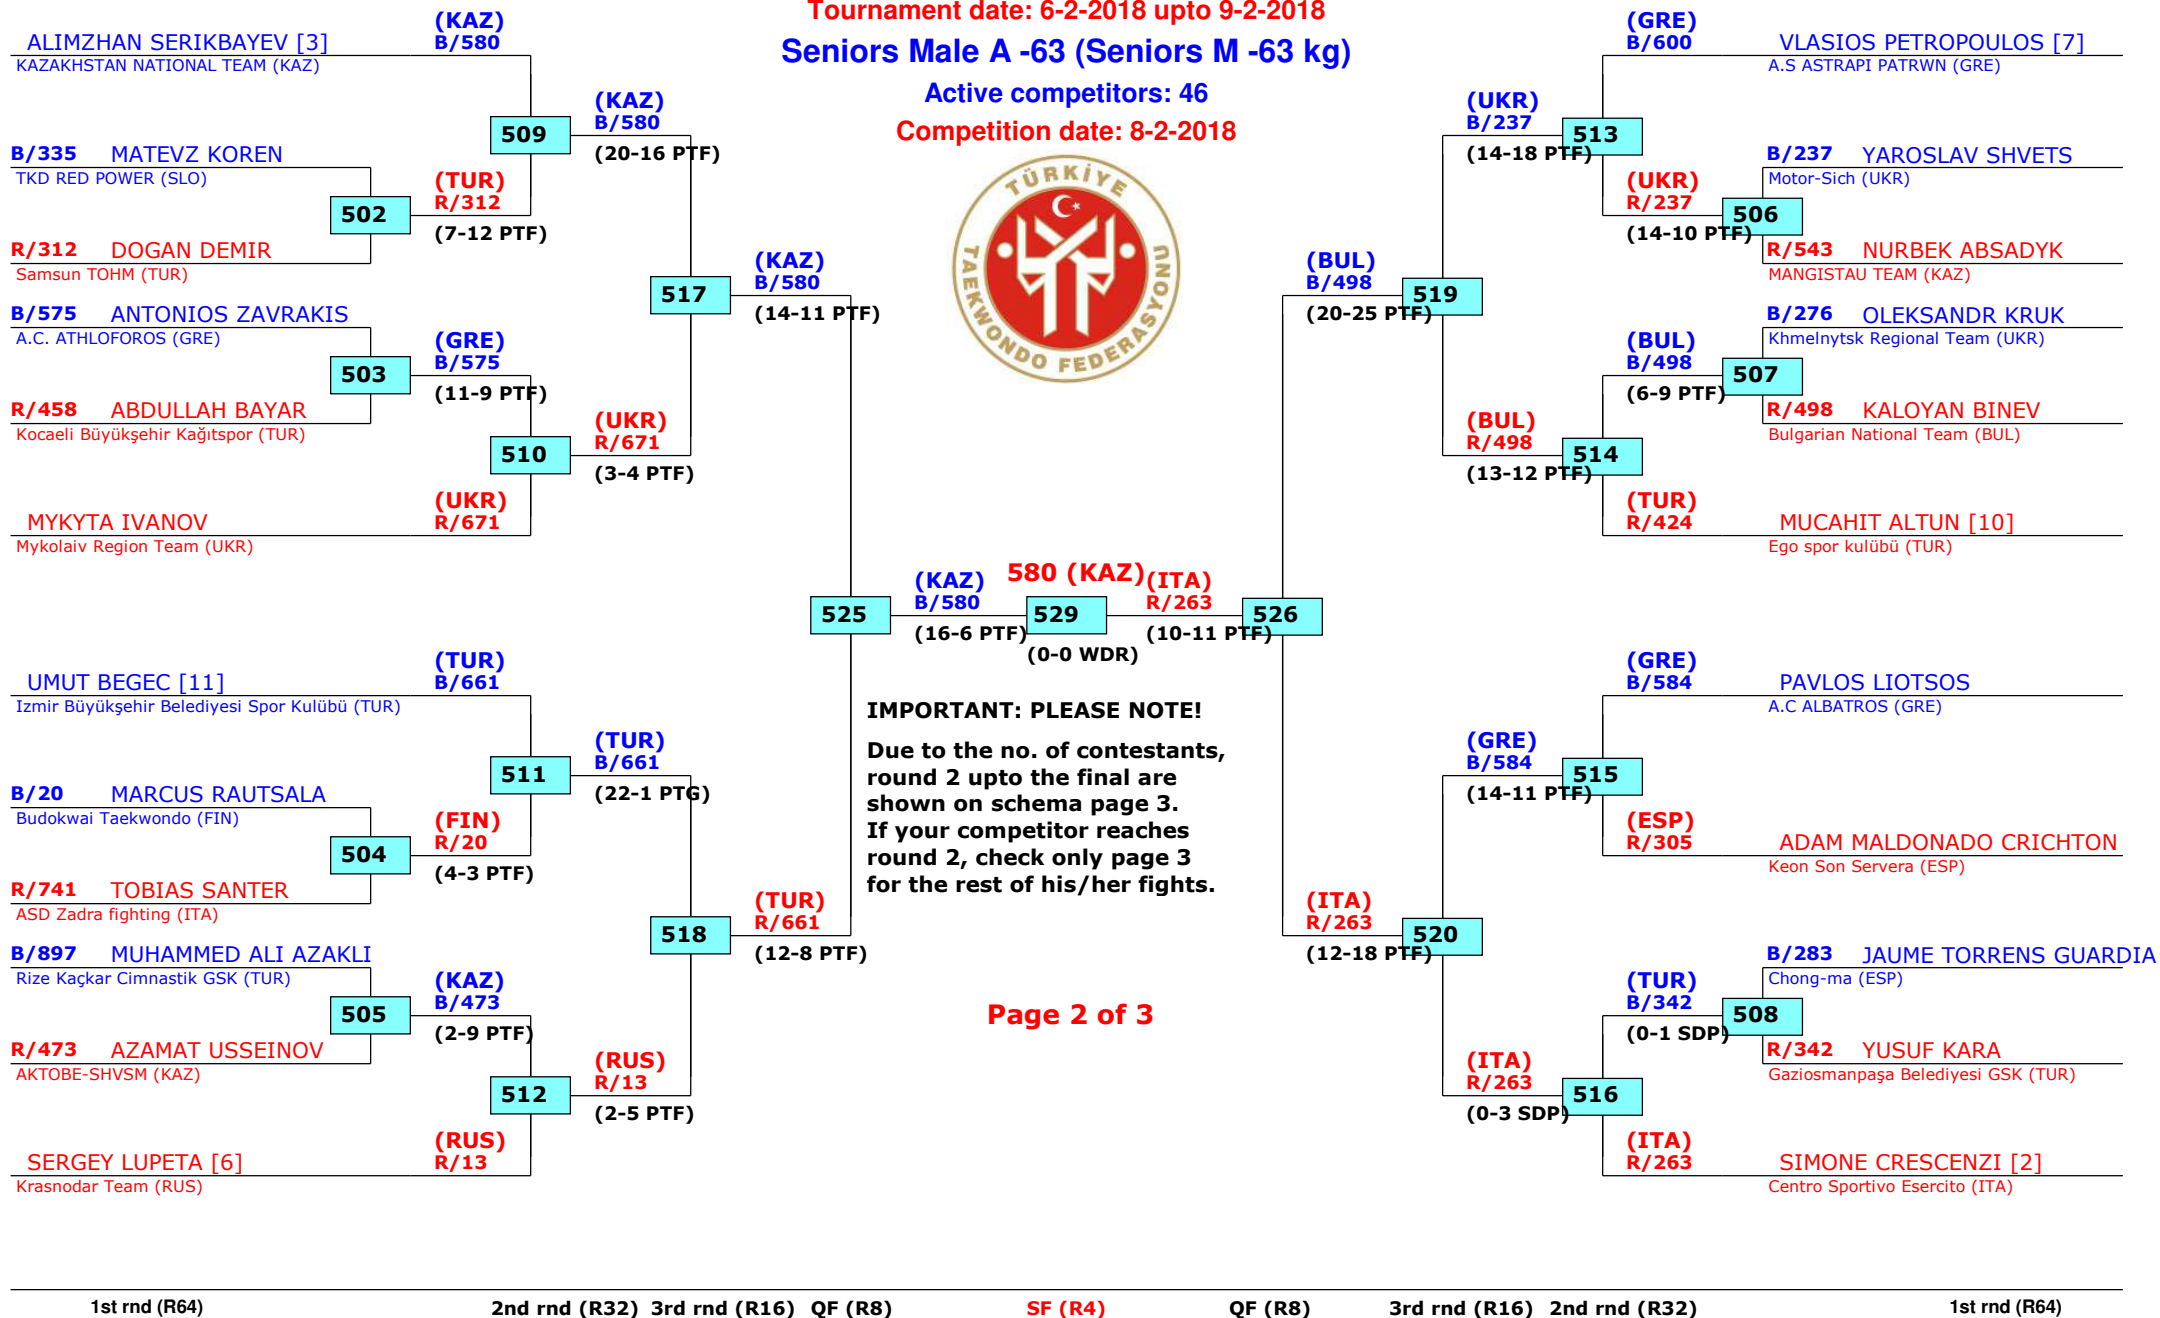 Tournament date: 6-2-2018 upto 9-2-2018
Seniors Male A -63 (Seniors M -63 kg)
Active competitors: 46
Competition date: 8-2-2018
TÜRKİYE
TAEKWONDO FEDERASYONU
(KAZ)
ALIMZHAN SERIKBAYEV [3] B/580
KAZAKHSTAN NATIONAL TEAM (KAZ)
B/335 MATEVZ KOREN
TKD RED POWER (SLO)
502
R/312 DOGAN DEMIR
Samsun TOHM (TUR)
(TUR)
R/312
(7-12 PTF)
509
(KAZ)
B/580
(20-16 PTF)
B/575 ANTONIOS ZAVRAKIS
A.C. ATHLOFOROS (GRE)
503
R/458 ABDULLAH BAYAR
Kocaeli Büyükşehir Kağıtspor (TUR)
(GRE)
B/575
(11-9 PTF)
510
(UKR)
R/671
(3-4 PTF)
(UKR)
MYKYTA IVANOV R/671
Mykolaiv Region Team (UKR)
517
(KAZ)
B/580
(14-11 PTF)
(TUR)
UMUT BEGEC [11] B/661
Izmir Büyükşehir Belediyesi Spor Kulübü (TUR)
B/20 MARCUS RAUTSALA
Budokwai Taekwondo (FIN)
504
R/741 TOBIAS SANTER
ASD Zadra fighting (ITA)
(FIN)
R/20
(4-3 PTF)
511
(TUR)
B/661
(22-1 PTG)
B/897 MUHAMMED ALI AZAKLI
Rize Kaçkar Cimnastik GSK (TUR)
505
R/473 AZAMAT USSEINOV
AKTOBE-SHVSM (KAZ)
(KAZ)
B/473
(2-9 PTF)
512
(RUS)
R/13
(2-5 PTF)
(RUS)
SERGEY LUPETA [6] R/13
Krasnodar Team (RUS)
518
(TUR)
R/661
(12-8 PTF)
525
(KAZ)
B/580
(16-6 PTF)
580 (KAZ)
529
(0-0 WDR)
(ITA)
R/263
(10-11 PTF)
526
IMPORTANT: PLEASE NOTE!
Due to the no. of contestants,
round 2 upto the final are
shown on schema page 3.
If your competitor reaches
round 2, check only page 3
for the rest of his/her fights.
Page 2 of 3
(GRE)
B/600 VLASIOS PETROPOULOS [7]
A.S ASTRAPI PATRWN (GRE)
(UKR)
B/237
(14-18 PTF)
513
B/237 YAROSLAV SHVETS
Motor-Sich (UKR)
(UKR)
R/237
(14-10 PTF)
506
R/543 NURBEK ABSADYK
MANGISTAU TEAM (KAZ)
(BUL)
B/498
(20-25 PTF)
519
B/276 OLEKSANDR KRUK
Khmelnytsk Regional Team (UKR)
(BUL)
B/498
(6-9 PTF)
507
R/498 KALOYAN BINEV
Bulgarian National Team (BUL)
(BUL)
R/498
(13-12 PTF)
514
(TUR)
R/424 MUCAHIT ALTUN [10]
Ego spor kulübü (TUR)
(GRE)
B/584 PAVLOS LIOTSOS
A.C ALBATROS (GRE)
(GRE)
B/584
(14-11 PTF)
515
(ESP)
R/305 ADAM MALDONADO CRICHTON
Keon Son Servera (ESP)
(ITA)
R/263
(12-18 PTF)
520
B/283 JAUME TORRENS GUARDIA
Chong-ma (ESP)
(TUR)
B/342
(0-1 SDP)
508
R/342 YUSUF KARA
Gaziosmanpaşa Belediyesi GSK (TUR)
(ITA)
R/263
(0-3 SDP)
516
(ITA)
R/263 SIMONE CRESCENZI [2]
Centro Sportivo Esercito (ITA)
1st rnd (R64) 2nd rnd (R32) 3rd rnd (R16) QF (R8) SF (R4) QF (R8) 3rd rnd (R16) 2nd rnd (R32) 1st rnd (R64)